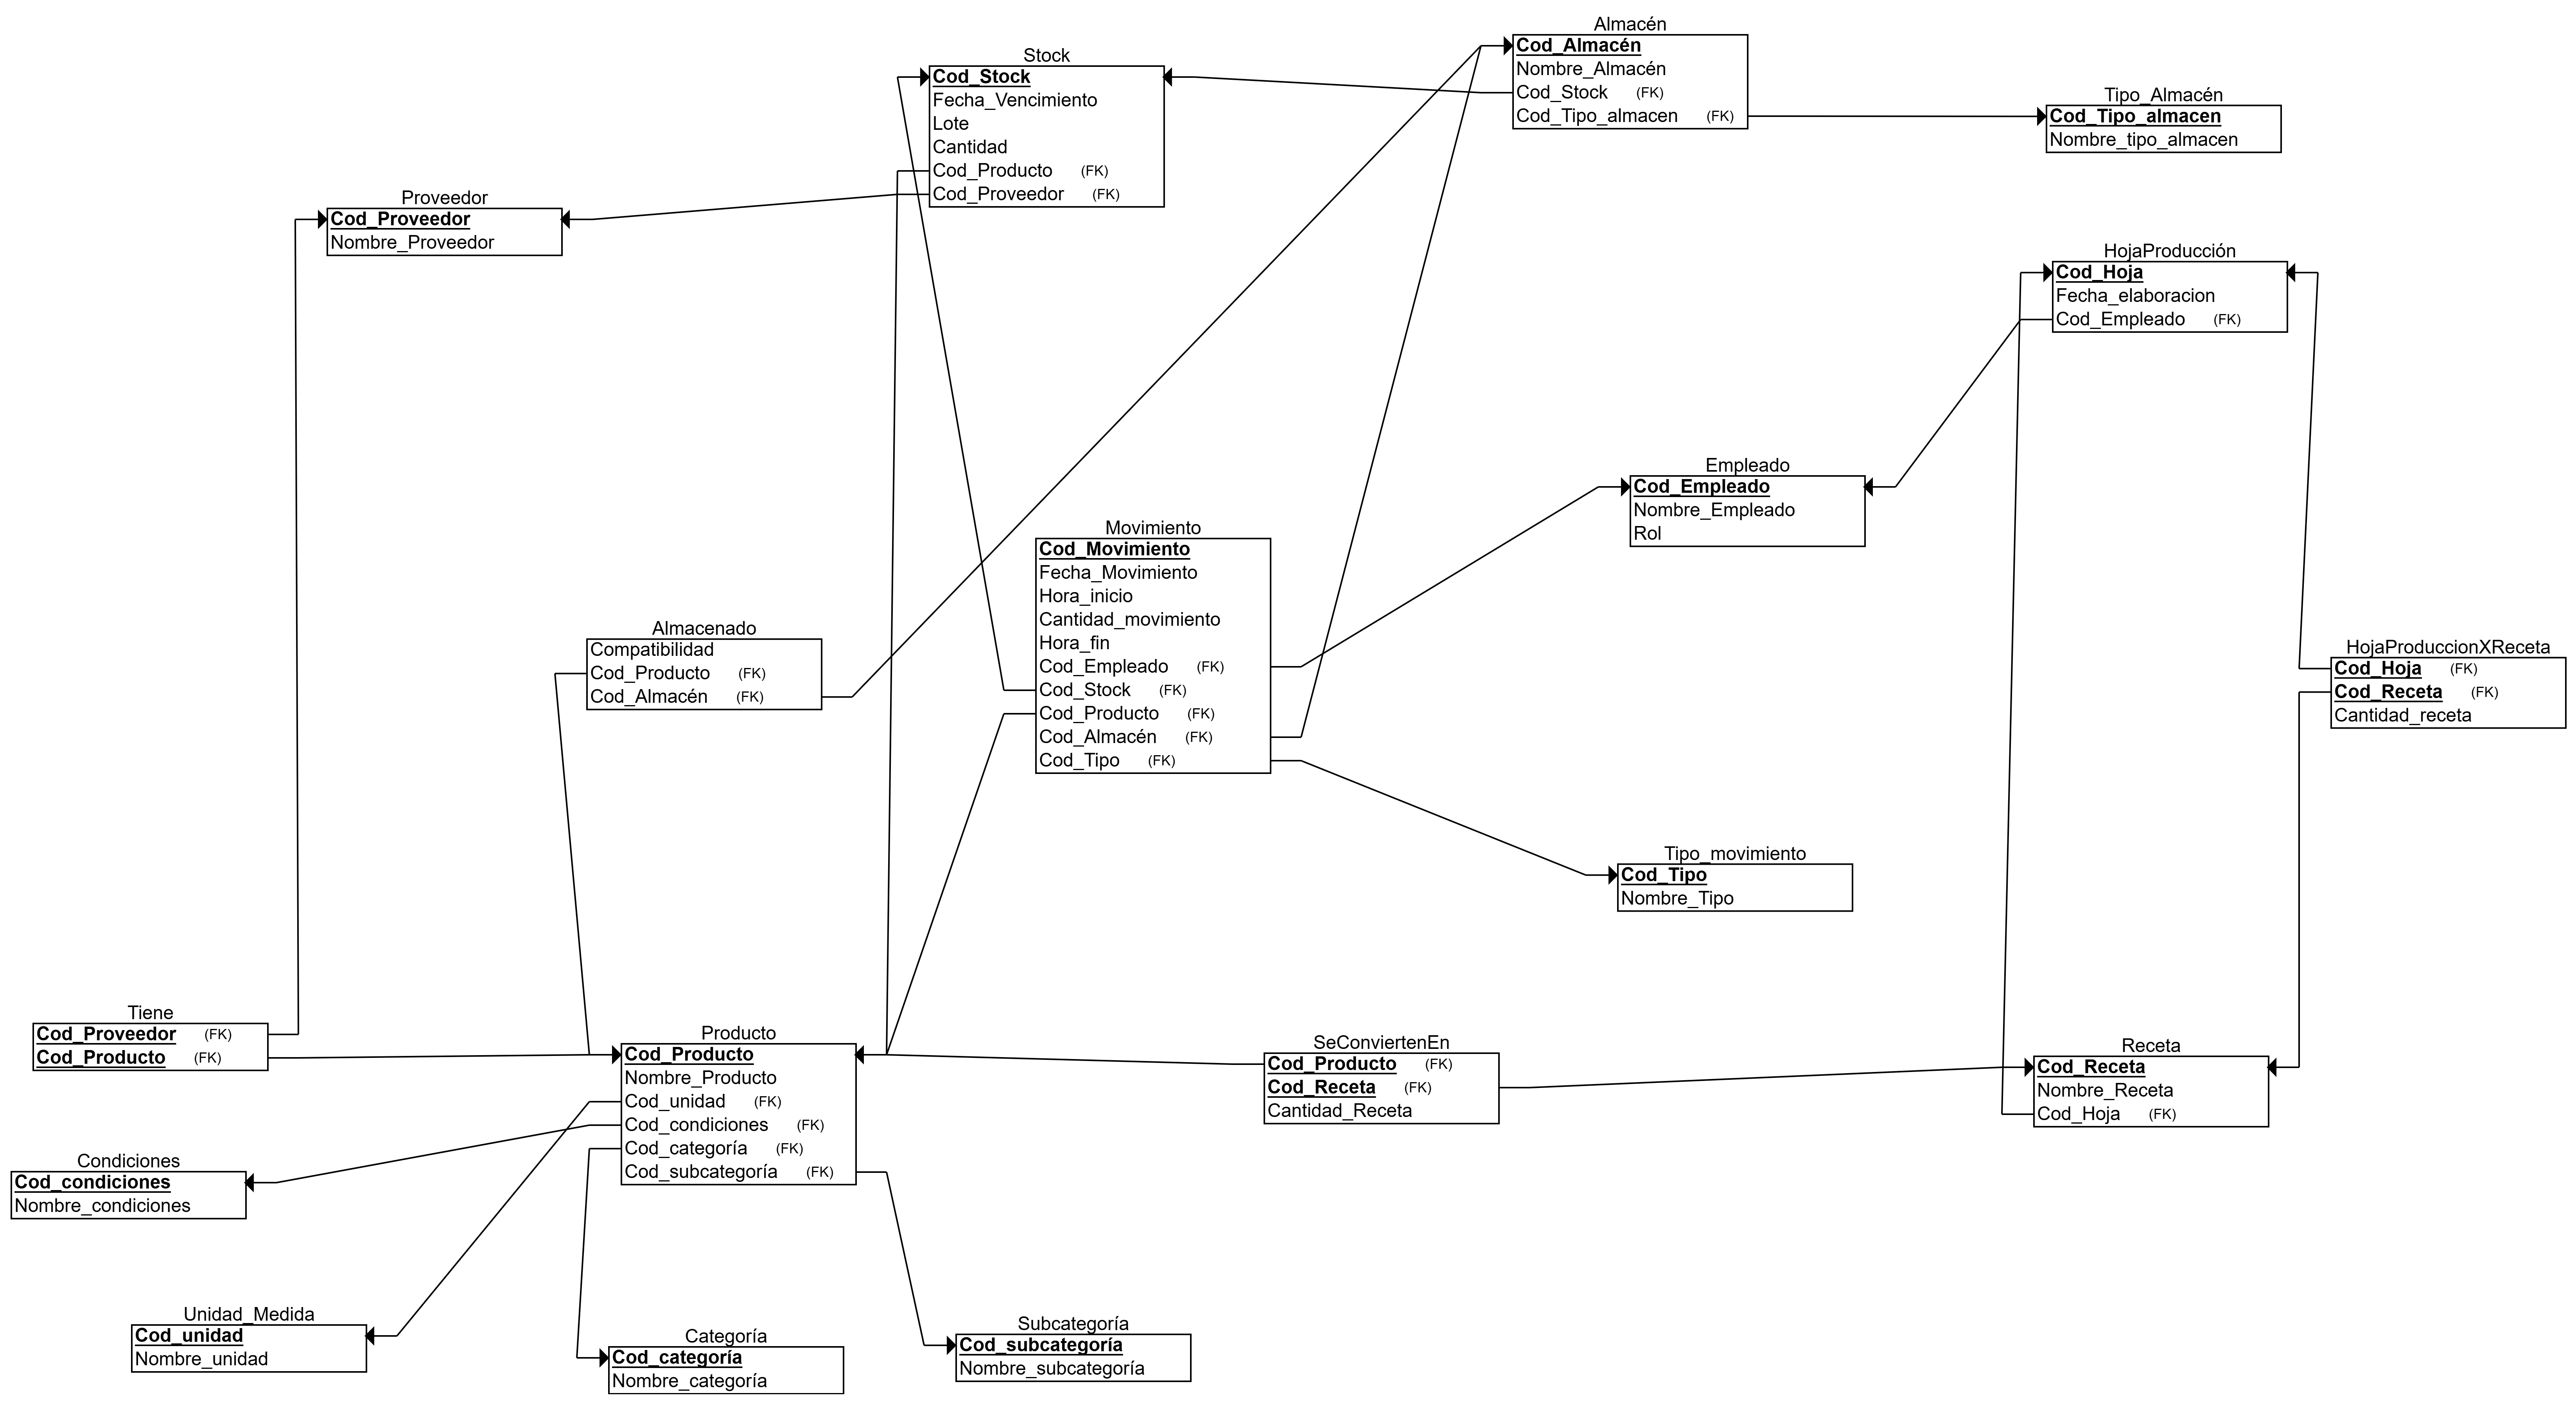 Almacén
Cod_Almacén
Nombre_Almacén
Cod_Stock (FK)
Cod_Tipo_almacen (FK)
Stock
Cod_Stock
Fecha_Vencimiento
Lote
Cantidad
Cod_Producto (FK)
Cod_Proveedor (FK)
Tipo_Almacén
Cod_Tipo_almacen
Nombre_tipo_almacen
Proveedor
Cod_Proveedor
Nombre_Proveedor
HojaProducción
Cod_Hoja
Fecha_elaboracion
Cod_Empleado (FK)
Empleado
Cod_Empleado
Nombre_Empleado
Rol
Movimiento
Cod_Movimiento
Fecha_Movimiento
Hora_inicio
Cantidad_movimiento
Hora_fin
Cod_Empleado (FK)
Cod_Stock (FK)
Cod_Producto (FK)
Cod_Almacén (FK)
Cod_Tipo (FK)
Almacenado
Compatibilidad
Cod_Producto (FK)
Cod_Almacén (FK)
HojaProduccionXReceta
Cod_Hoja (FK)
Cod_Receta (FK)
Cantidad_receta
Tipo_movimiento
Cod_Tipo
Nombre_Tipo
Tiene
Cod_Proveedor (FK)
Cod_Producto (FK)
Producto
Cod_Producto
Nombre_Producto
Cod_unidad (FK)
Cod_condiciones (FK)
Cod_categoría (FK)
Cod_subcategoría (FK)
SeConviertenEn
Cod_Producto (FK)
Cod_Receta (FK)
Cantidad_Receta
Receta
Cod_Receta
Nombre_Receta
Cod_Hoja (FK)
Condiciones
Cod_condiciones
Nombre_condiciones
Unidad_Medida
Cod_unidad
Nombre_unidad
Categoría
Cod_categoría
Nombre_categoría
Subcategoría
Cod_subcategoría
Nombre_subcategoría